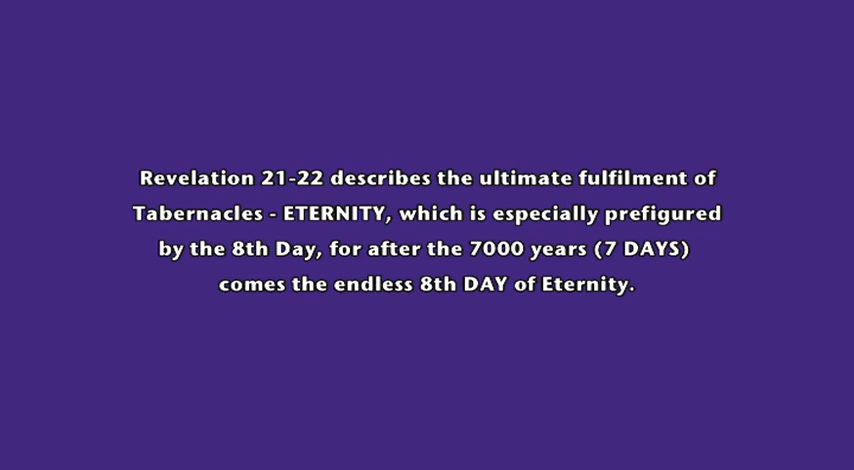 Revelation 21-22 describes the ultimate fulfilment of
Tabernacles - ETERNITY, which is especially prefigured
by the 8th Day, for after the 7000 years (7 DAYS)
comes the endless 8th DAY of Eternity.